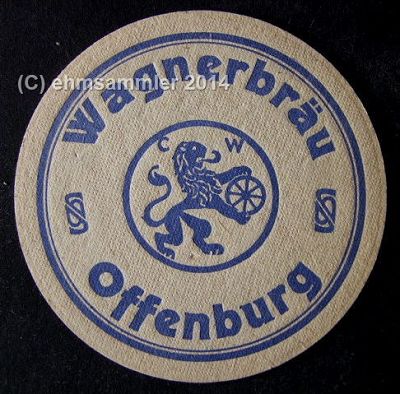 (C) ehmsammler 2014
Wagnerbräu
C W
Offenburg